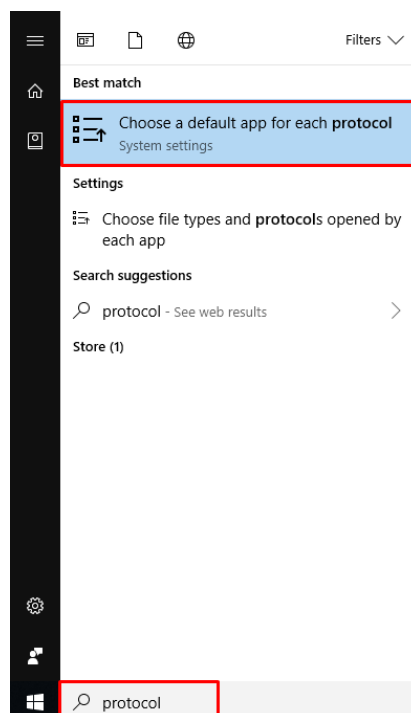 Filters
Best match
Choose a default app for each protocol
System settings
Settings
Choose file types and protocols opened by
each app
Search suggestions
protocol - See web results
Store (1)
protocol